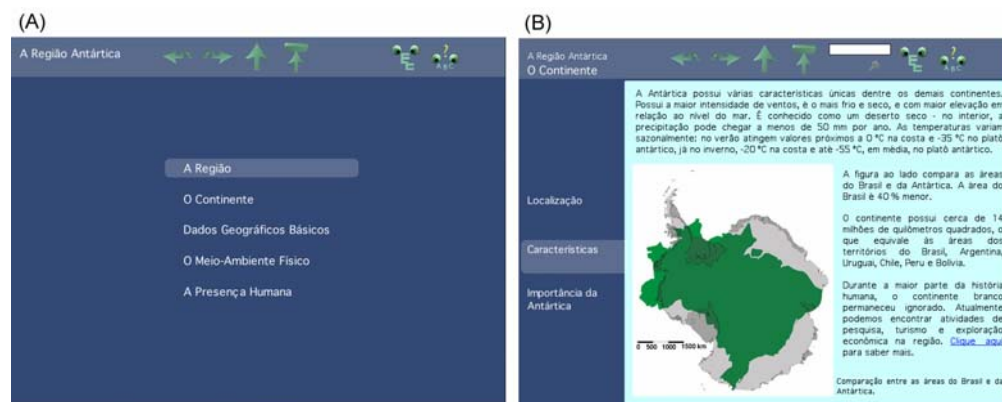 (A)
A Região Antártica
A Região
O Continente
Dados Geográficos Básicos
O Meio-Ambiente Físico
A Presença Humana
(B)
A Região Antártica
O Continente
Localização
Características
Importância da
Antártica
A Antártica possui várias características únicas dentre os demais continentes.
Possui a maior intensidade de ventos, é o mais frio e seco, e com maior elevação em
relação ao nível do mar. É conhecido como um deserto seco - no interior, a
precipitação pode chegar a menos de 50 mm por ano. As temperaturas variam
sazonalmente: no verão atingem valores próximos a 0 °C na costa e -35 °C no platô
antártico, já no inverno, -20 °C na costa e até -55 °C, em média, no platô antártico.
A figura ao lado compara as áreas
do Brasil e da Antártica. A área do
Brasil é 40 % menor.
O continente possui cerca de 14
milhões de quilômetros quadrados, o
que equivale às áreas dos
territórios do Brasil, Argentina,
Uruguai, Chile, Peru e Bolívia.
Durante a maior parte da história
humana, o continente branco
permaneceu ignorado. Atualmente
podemos encontrar atividades de
pesquisa, turismo e exploração
econômica na região. Clique aqui
para saber mais.
0 500 1000 1500 km
Comparação entre as áreas do Brasil e da
Antártica.